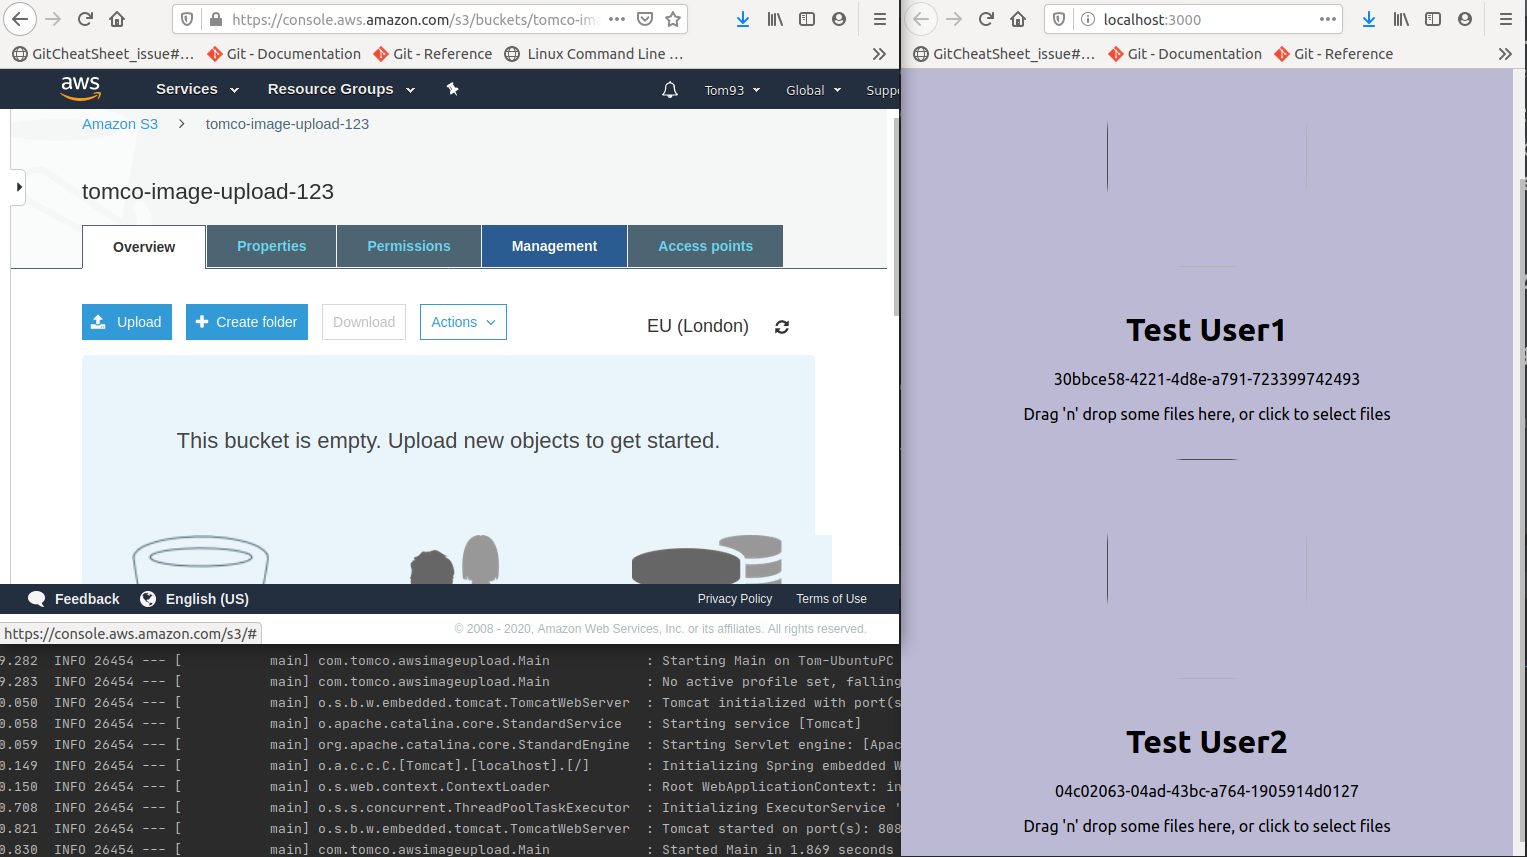 https://console.aws.amazon.com/s3/buckets/tomco-ima
GitCheatSheet_issue#…
Git - Documentation
Git - Reference
Linux Command Line …
aws
Services
Resource Groups
Tom93
Global
Supp
Amazon S3
tomco-image-upload-123
tomco-image-upload-123
Overview
Properties
Permissions
Management
Access points
Upload
Create folder
Download
Actions
EU (London)
This bucket is empty. Upload new objects to get started.
Feedback
English (US)
Privacy Policy
Terms of Use
https://console.aws.amazon.com/s3/#
© 2008 - 2020, Amazon Web Services, Inc. or its affiliates. All rights reserved.
9.282 INFO 26454 --- [ main] com.tomco.awsimageupload.Main : Starting Main on Tom-UbuntuPC
9.283 INFO 26454 --- [ main] com.tomco.awsimageupload.Main : No active profile set, falling
0.050 INFO 26454 --- [ main] o.s.b.w.embedded.tomcat.TomcatWebServer : Tomcat initialized with port(s
0.058 INFO 26454 --- [ main] o.apache.catalina.core.StandardService : Starting service [Tomcat]
0.059 INFO 26454 --- [ main] org.apache.catalina.core.StandardEngine : Starting Servlet engine: [Apac
0.149 INFO 26454 --- [ main] o.a.c.c.C.[Tomcat].[localhost].[/] : Initializing Spring embedded W
0.150 INFO 26454 --- [ main] o.s.web.context.ContextLoader : Root WebApplicationContext: in
0.708 INFO 26454 --- [ main] o.s.s.concurrent.ThreadPoolTaskExecutor : Initializing ExecutorService '
0.821 INFO 26454 --- [ main] o.s.b.w.embedded.tomcat.TomcatWebServer : Tomcat started on port(s): 808
0.830 INFO 26454 --- [ main] com.tomco.awsimageupload.Main : Started Main in 1.869 seconds
localhost:3000
GitCheatSheet_issue#…
Git - Documentation
Git - Reference
Test User1
30bbce58-4221-4d8e-a791-723399742493
Drag 'n' drop some files here, or click to select files
Test User2
04c02063-04ad-43bc-a764-1905914d0127
Drag 'n' drop some files here, or click to select files